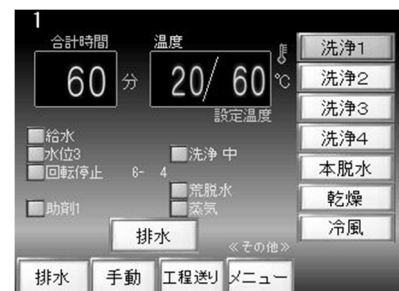 1
合計時間 温度
60 分 20/ 60 ℃
設定温度
給水
水位3 洗浄 中
回転停止 6- 4
荒脱水
助剤1 蒸気
排水
≪その他≫
排水 手動 工程送り メニュー
洗浄1
洗浄2
洗浄3
洗浄4
本脱水
乾燥
冷風